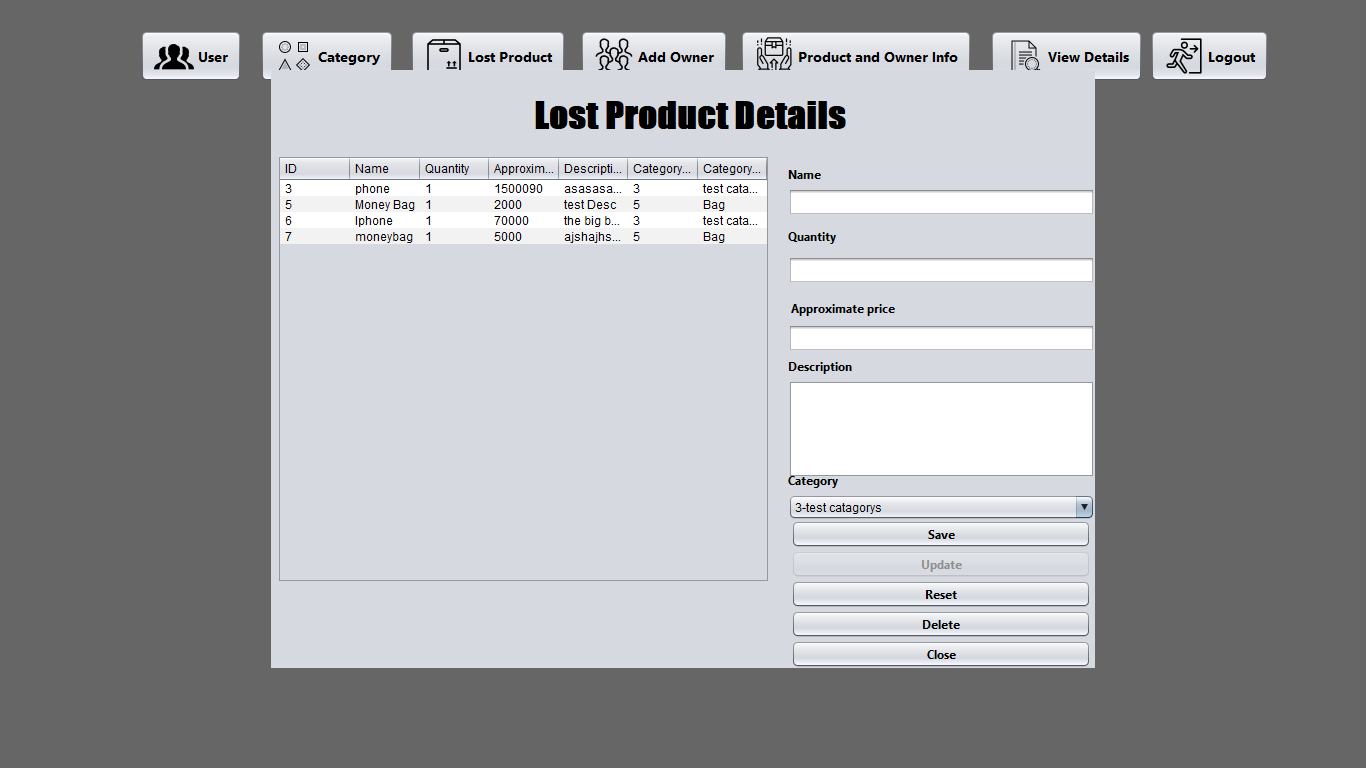 User Category Lost Product Add Owner Product and Owner Info View Details Logout
Lost Product Details
ID Name Quantity Approxim... Descripti... Category... Category...
3 phone 1 1500090 asasasa... 3 test cata...
5 Money Bag 1 2000 test Desc 5 Bag
6 Iphone 1 70000 the big b... 3 test cata...
7 moneybag 1 5000 ajshajhs... 5 Bag
Name
Quantity
Approximate price
Description
Category
3-test catagorys
Save
Update
Reset
Delete
Close